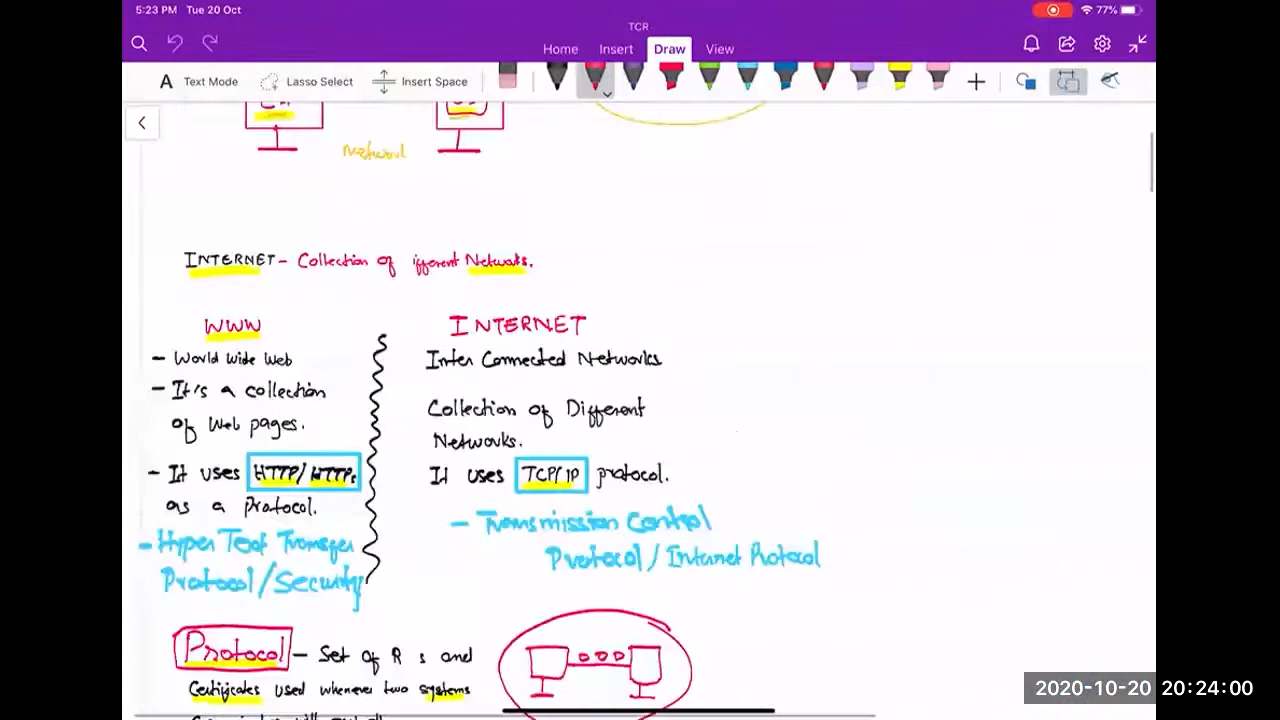 5:23 PM Tue 20 Oct
77%
TCR
Home Insert Draw View
Text Mode Lasso Select Insert Space
Network
INTERNET - Collection of ifferent Networks.
WWW
- World Wide Web
- It's a collection
of Web pages.
- It uses HTTP/HTTPs
as a Protocol.
- Hyper Text Transfer
Protocol/Security
INTERNET
Inter Connected Networks
Collection of Different
Networks.
It uses TCP/IP protocol.
- Transmission Control
Protocol/Internet Protocol
Protocol - Set of R s and
Certificates used whenever two systems
2020-10-20 20:24:00